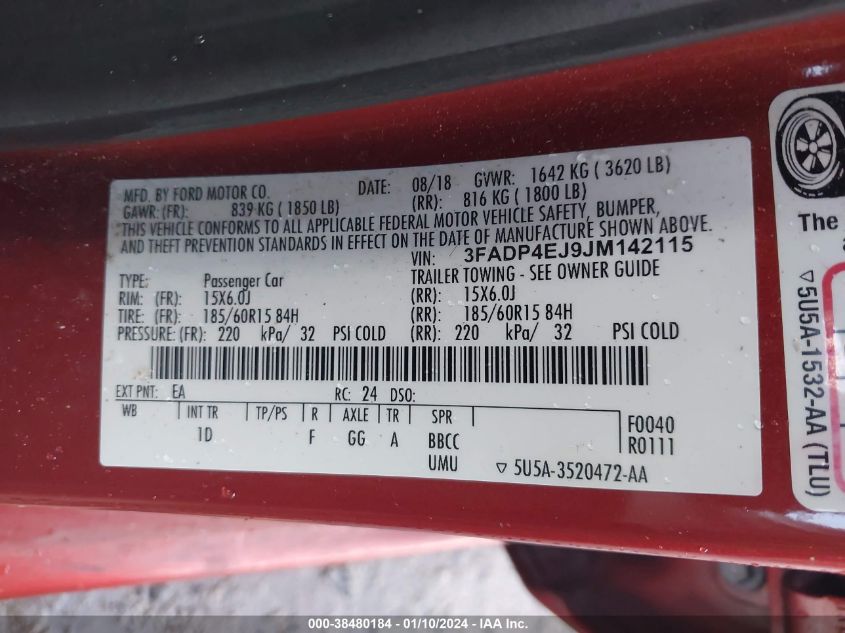 MFD. BY FORD MOTOR CO. DATE: 08/18 GVWR: 1642 KG ( 3620 LB)
GAWR: (FR): 839 KG ( 1850 LB) (RR): 816 KG ( 1800 LB)
THIS VEHICLE CONFORMS TO ALL APPLICABLE FEDERAL MOTOR VEHICLE SAFETY, BUMPER,
AND THEFT PREVENTION STANDARDS IN EFFECT ON THE DATE OF MANUFACTURE SHOWN ABOVE.
VIN: 3FADP4EJ9JM142115
TYPE: Passenger Car TRAILER TOWING - SEE OWNER GUIDE
RIM: (FR): 15X6.0J (RR): 15X6.0J
TIRE: (FR): 185/60R15 84H (RR): 185/60R15 84H
PRESSURE: (FR): 220 kPa/ 32 PSI COLD (RR): 220 kPa/ 32 PSI COLD
EXT PNT: EA RC: 24 DSO:
WB INT TR TP/PS R AXLE TR SPR F0040
1D F GG A BBCC R0111
UMU ▽ 5U5A-3520472-AA
The
▽ 5U5A-1532-AA (TLU)
000-38480184 - 01/10/2024 - IAA, Inc.